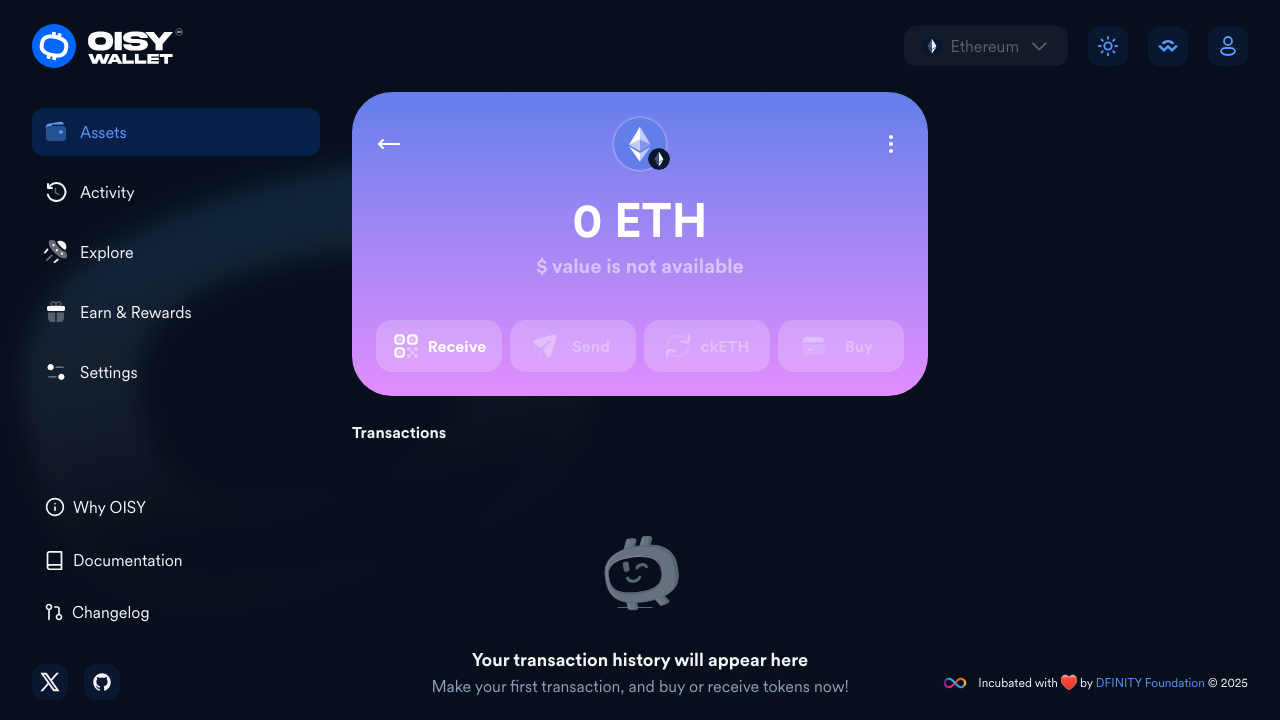 OISY
WALLET
Ethereum
Assets
Activity
Explore
Earn & Rewards
Settings
Why OISY
Documentation
Changelog
0 ETH
$ value is not available
Receive
Send
ckETH
Buy
Transactions
Your transaction history will appear here
Make your first transaction, and buy or receive tokens now!
Incubated with ❤️ by DFINITY Foundation © 2025